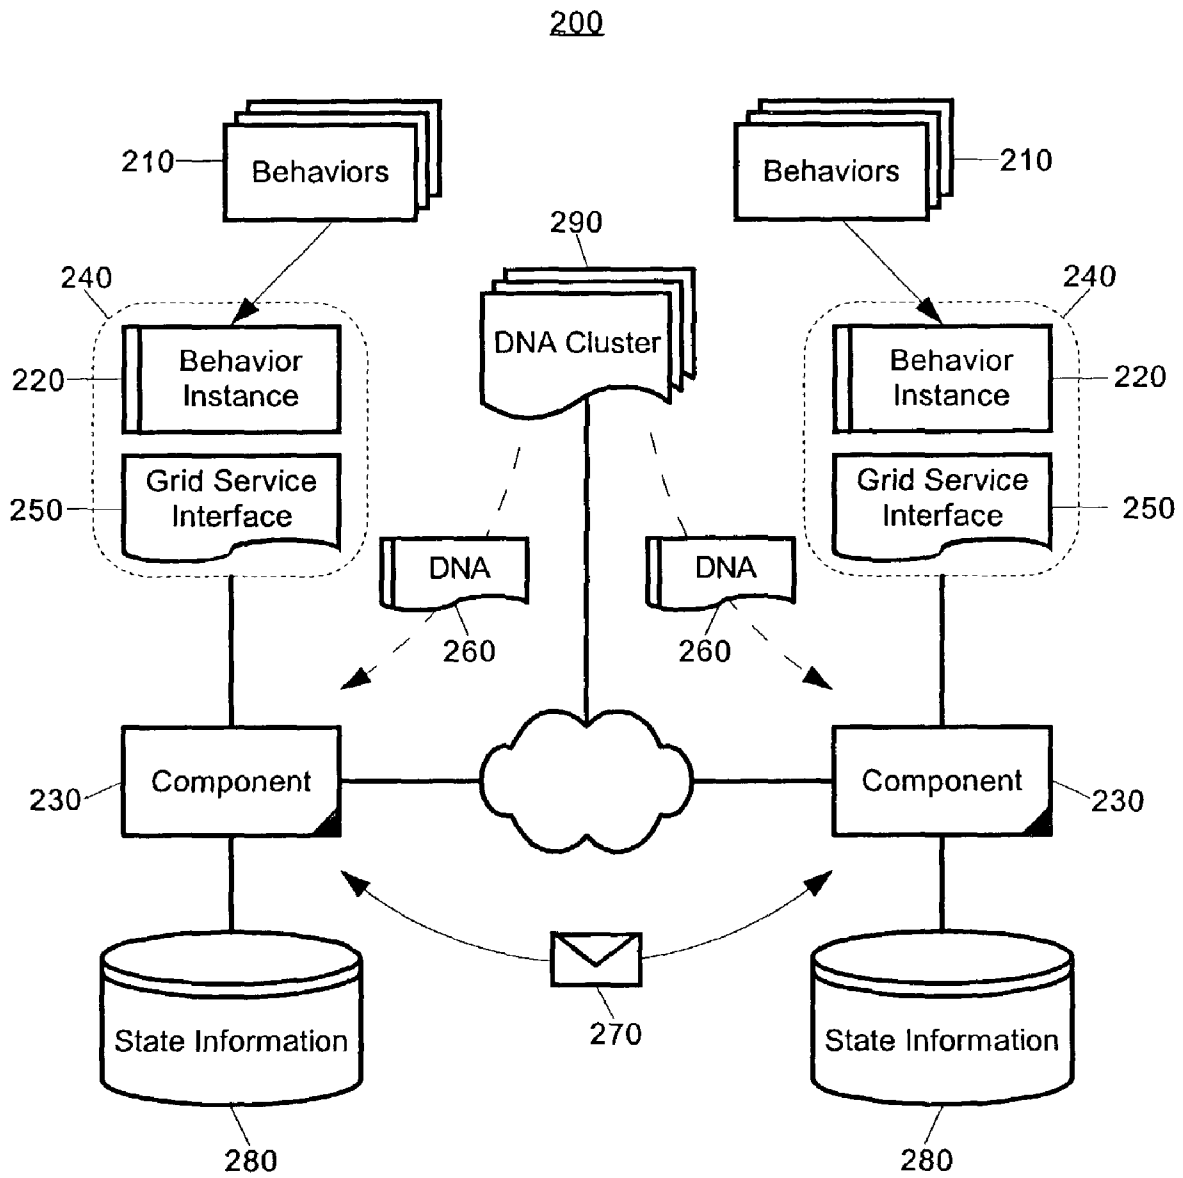 200
210
Behaviors
Behaviors
210
290
240
240
DNA Cluster
220
Behavior
Instance
Behavior
Instance
220
250
Grid Service
Interface
Grid Service
Interface
250
DNA
DNA
260
260
230
Component
Component
230
State Information
270
State Information
280
280